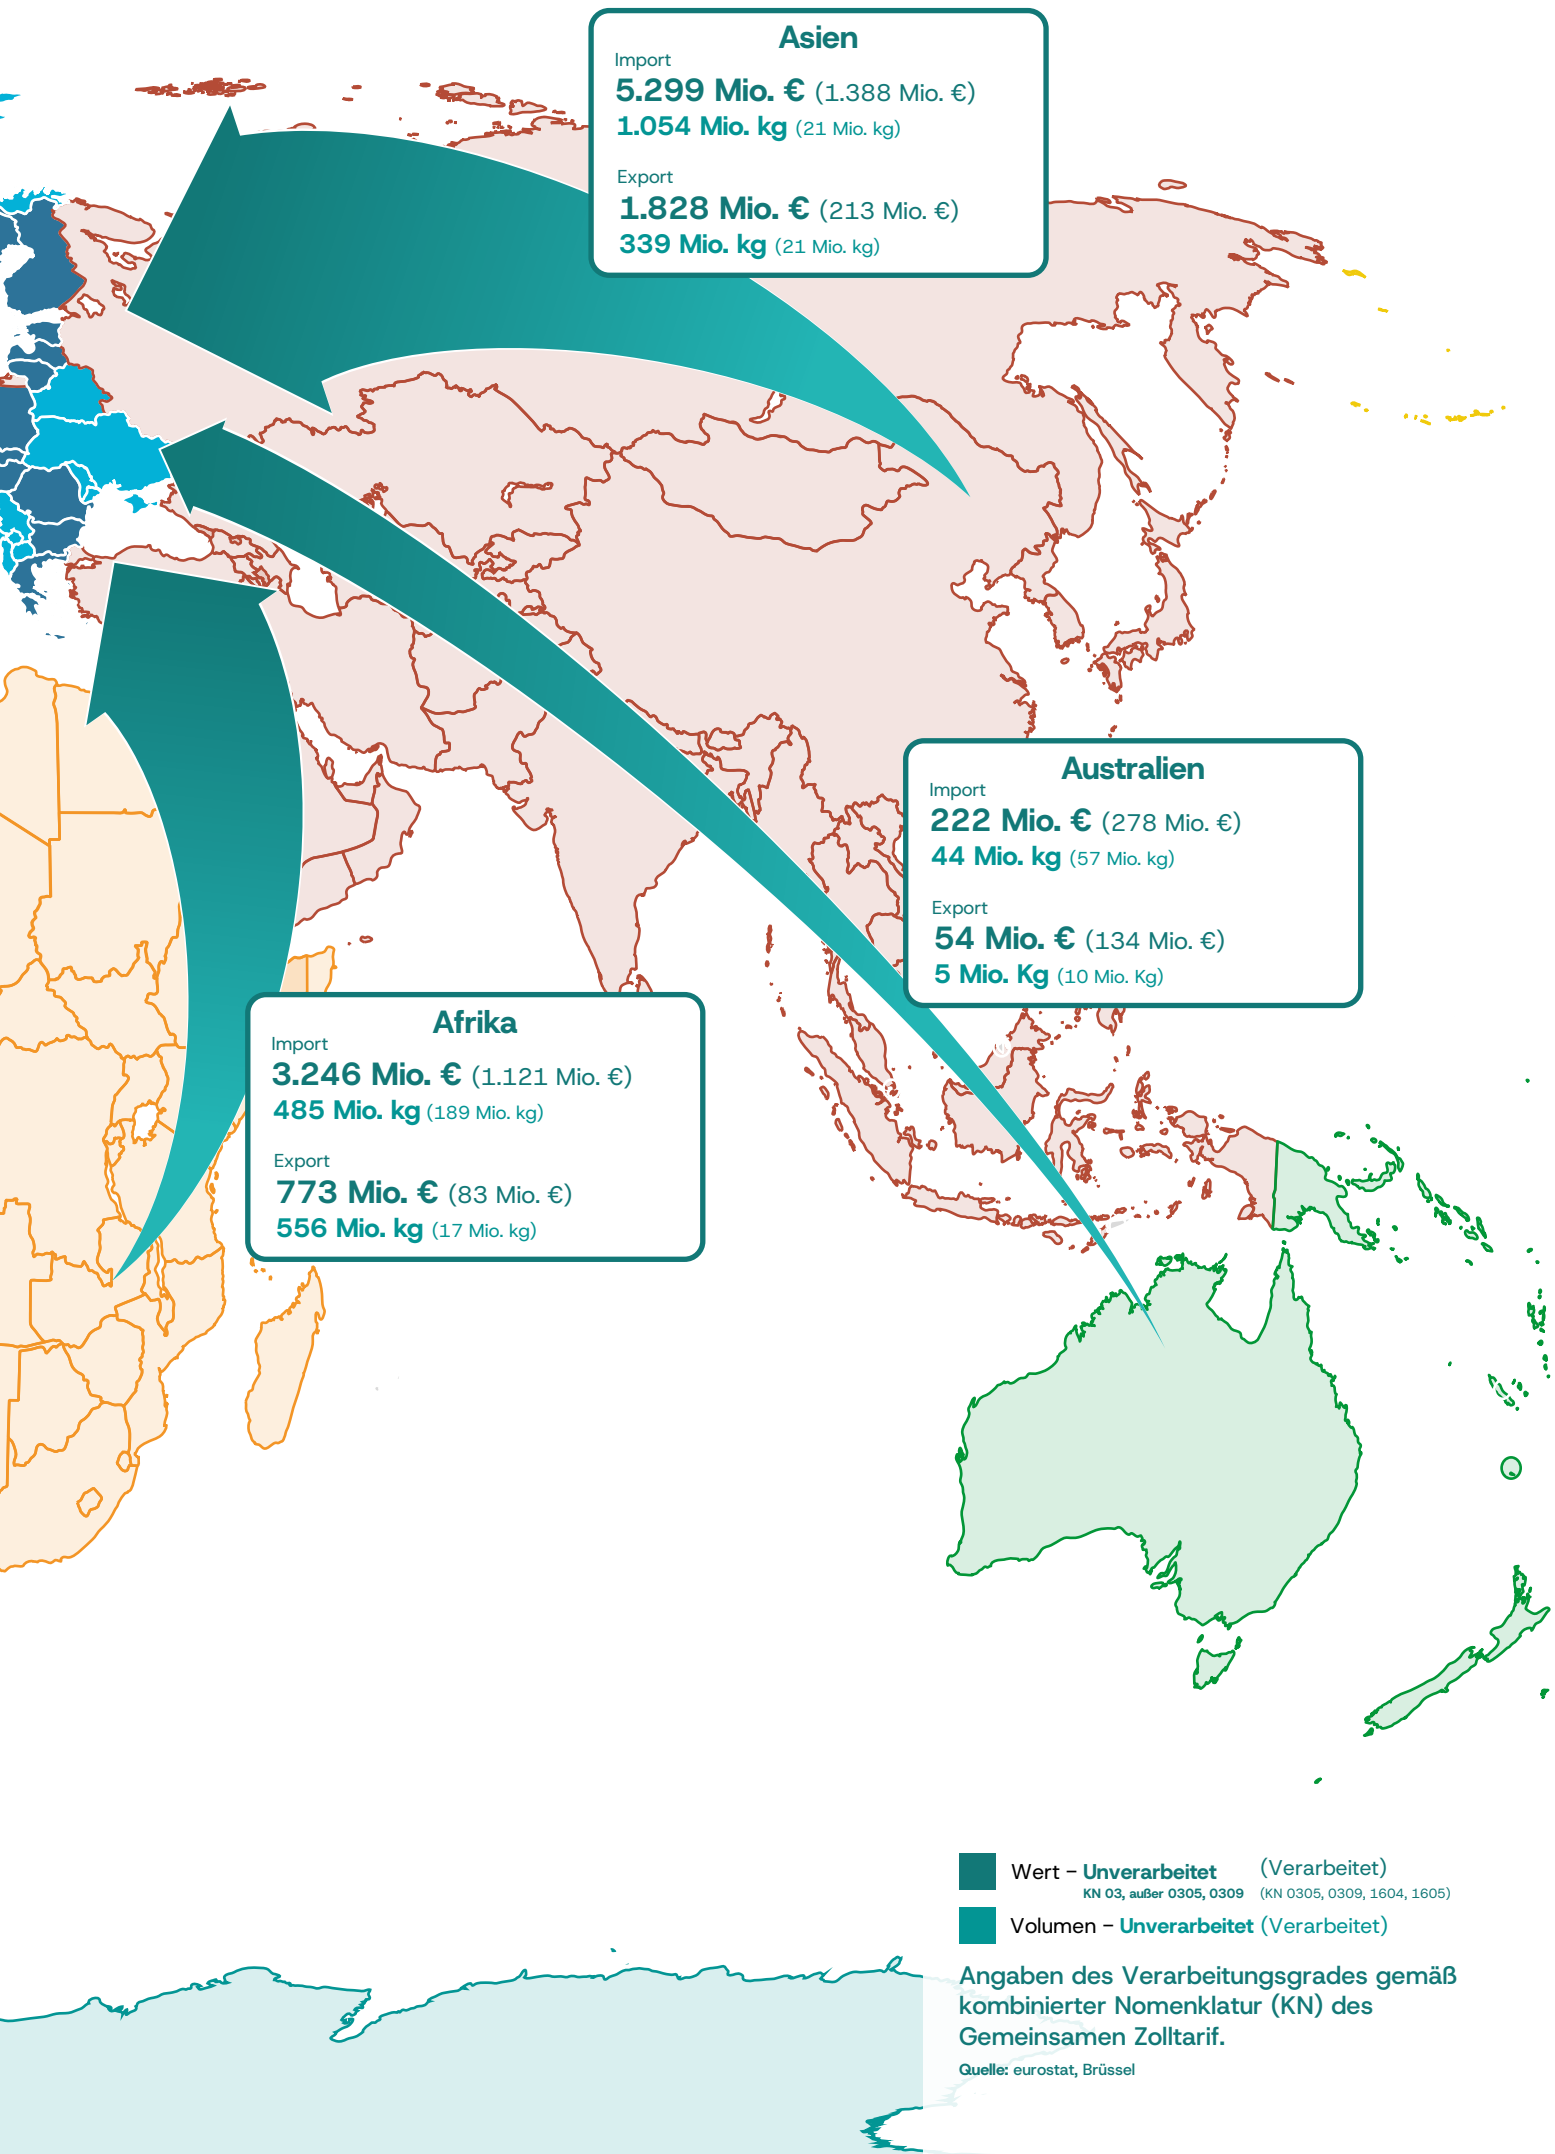 Asien
Import
5.299 Mio. € (1.388 Mio. €)
1.054 Mio. kg (21 Mio. kg)
Export
1.828 Mio. € (213 Mio. €)
339 Mio. kg (21 Mio. kg)
Australien
Import
222 Mio. € (278 Mio. €)
44 Mio. kg (57 Mio. kg)
Export
54 Mio. € (134 Mio. €)
5 Mio. Kg (10 Mio. Kg)
Afrika
Import
3.246 Mio. € (1.121 Mio. €)
485 Mio. kg (189 Mio. kg)
Export
773 Mio. € (83 Mio. €)
556 Mio. kg (17 Mio. kg)
Wert – Unverarbeitet (Verarbeitet)
KN 03, außer 0305, 0309 (KN 0305, 0309, 1604, 1605)
Volumen – Unverarbeitet (Verarbeitet)
Angaben des Verarbeitungsgrades gemäß
kombinierter Nomenklatur (KN) des
Gemeinsamen Zolltarif.
Quelle: eurostat, Brüssel